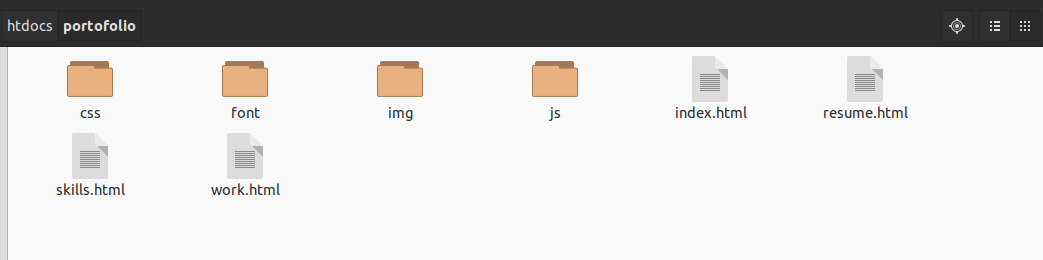 htdocs portofolio
css font img js index.html resume.html
skills.html work.html